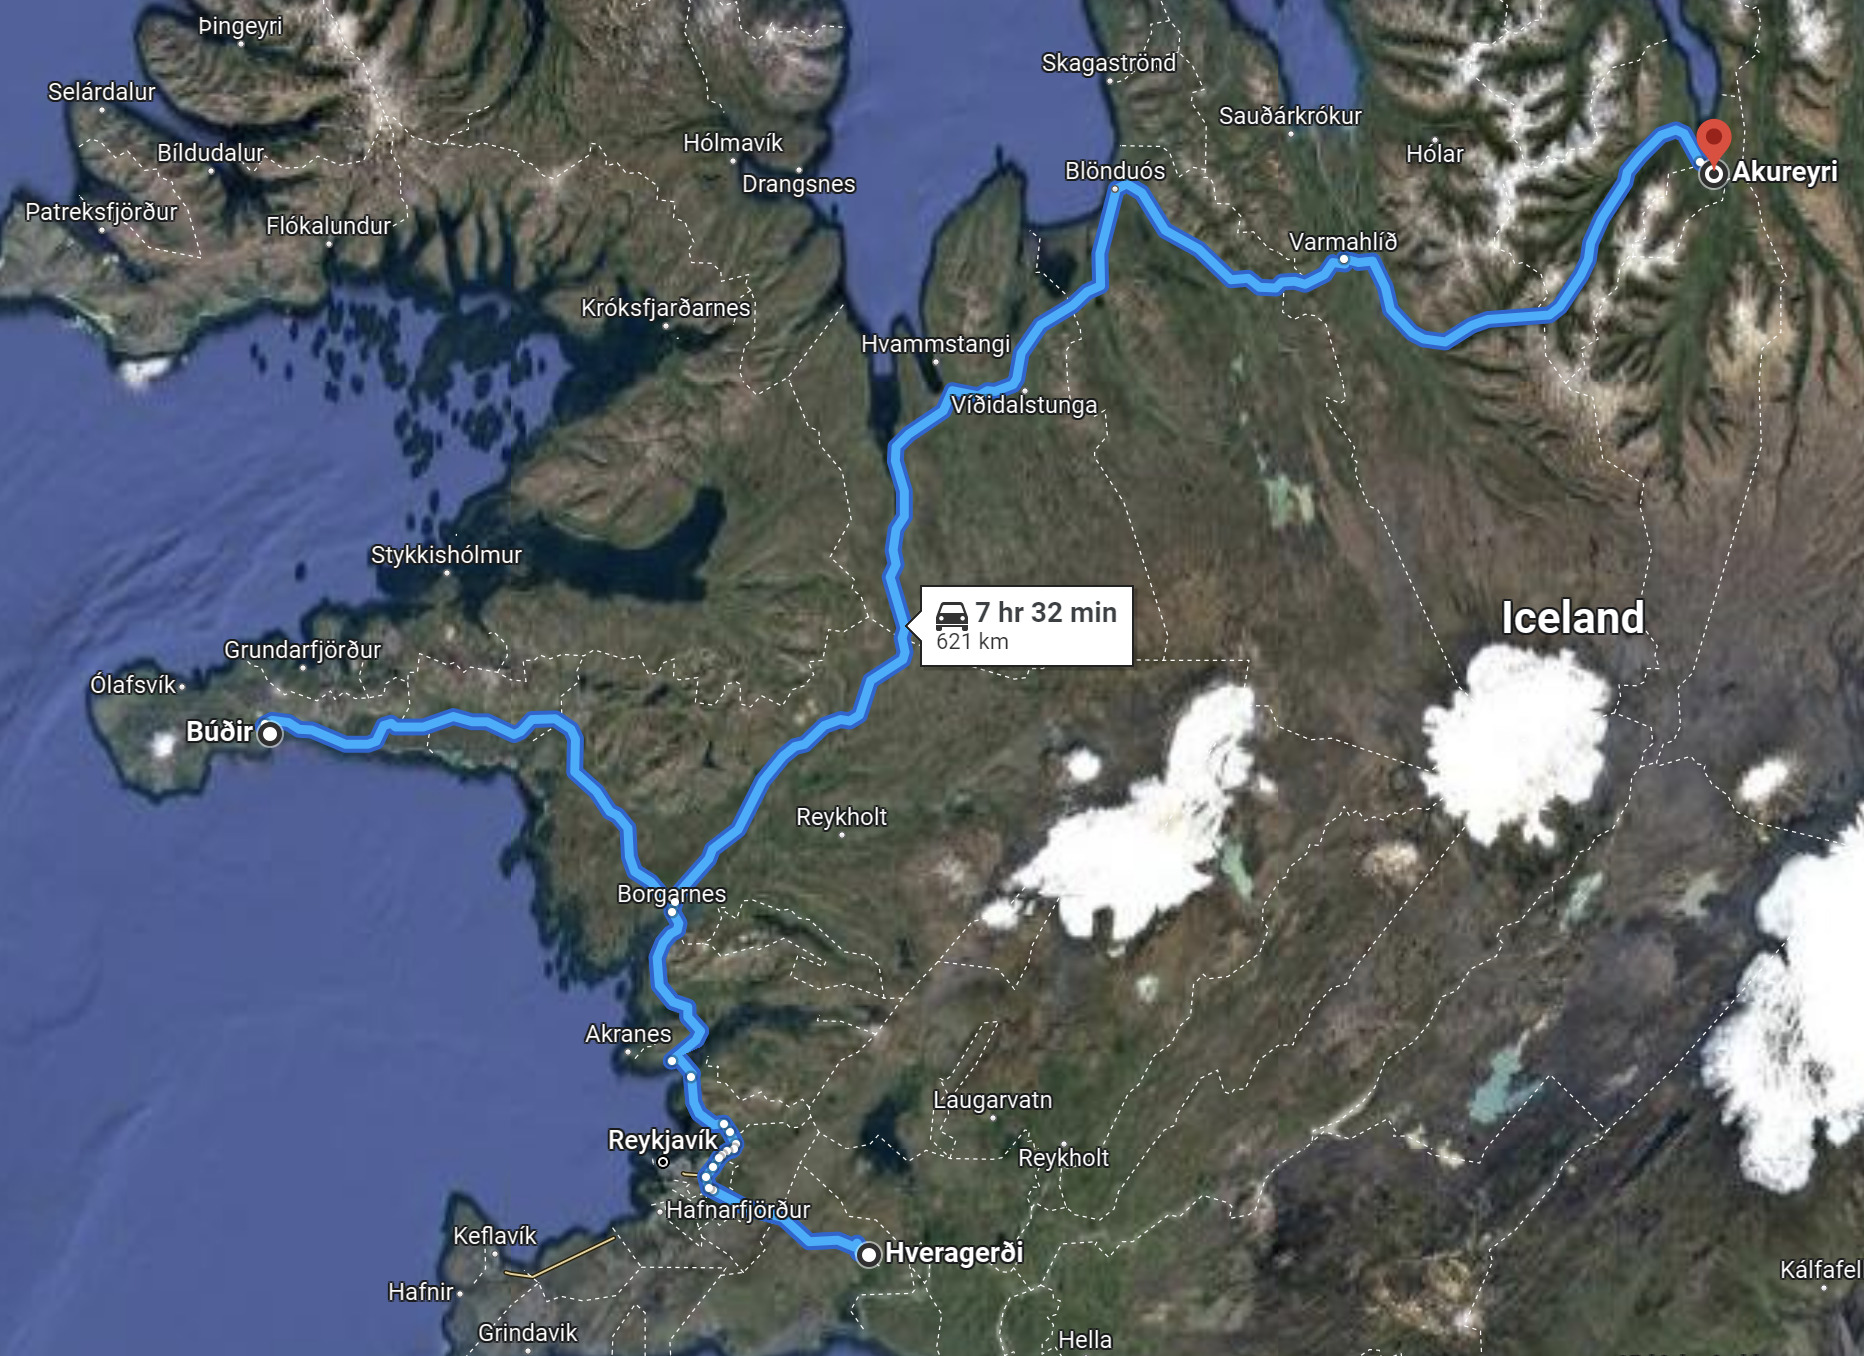 Þingeyri
Skagaströnd
Selárdalur
Sauðárkrókur
Hólmavík
Bíldudalur
Hólar
Blönduós
Akureyri
Drangsnes
Patreksfjörður
Flókalundur
Varmahlíð
Króksfjarðarnes
Hvammstangi
Víðidalstunga
Stykkishólmur
7 hr 32 min
621 km
Iceland
Grundarfjörður
Ólafsvík
Búðir
Reykholt
Borgarnes
Akranes
Laugarvatn
Reykjavík
Reykholt
Hafnarfjörður
Keflavík
Hveragerði
Kálfafel
Hafnir
Grindavik
Hella